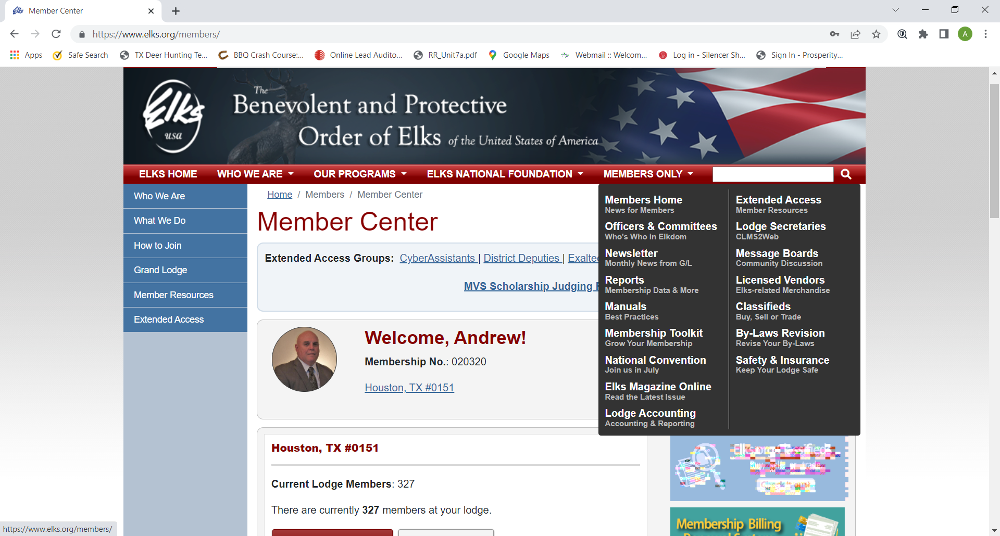 Member Center
https://www.elks.org/members/
A
Apps
Safe Search
TX Deer Hunting Te...
BBQ Crash Course:...
Online Lead Audito...
RR_Unit7a.pdf
Google Maps
Webmail :: Welcom...
Log in - Silencer Sh...
Sign In - Prosperity...
Elks
usa
The
Benevolent and Protective
Order of Elks of the United States of America
ELKS HOME
WHO WE ARE
OUR PROGRAMS
ELKS NATIONAL FOUNDATION
MEMBERS ONLY
Who We Are
What We Do
How to Join
Grand Lodge
Member Resources
Extended Access
Home / Members / Member Center
Member Center
Extended Access Groups: CyberAssistants | District Deputies |
MVS Scholarship Judging
Welcome, Andrew!
Membership No.: 020320
Houston, TX #0151
Houston, TX #0151
Current Lodge Members: 327
There are currently 327 members at your lodge.
Members Home
News for Members
Officers & Committees
Who's Who in Elkdom
Newsletter
Monthly News from G/L
Reports
Membership Data & More
Manuals
Best Practices
Membership Toolkit
Grow Your Membership
National Convention
Join us in July
Elks Magazine Online
Read the Latest Issue
Lodge Accounting
Accounting & Reporting
Extended Access
Member Resources
Lodge Secretaries
CLMS2Web
Message Boards
Community Discussion
Licensed Vendors
Elks-related Merchandise
Classifieds
Buy, Sell or Trade
By-Laws Revision
Revise Your By-Laws
Safety & Insurance
Keep Your Lodge Safe
Membership Billing
https://www.elks.org/members/